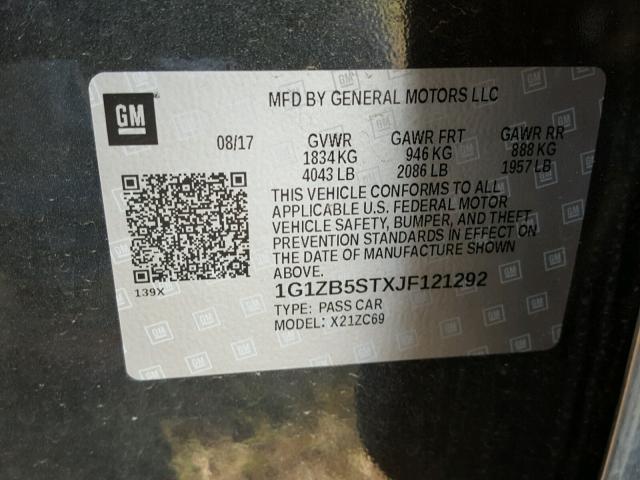 GM
MFD BY GENERAL MOTORS LLC
08/17 GVWR GAWR FRT GAWR RR
1834 KG 946 KG 888 KG
4043 LB 2086 LB 1957 LB
THIS VEHICLE CONFORMS TO ALL
APPLICABLE U.S. FEDERAL MOTOR
VEHICLE SAFETY, BUMPER, AND THEFT
PREVENTION STANDARDS IN EFFECT ON
THE DATE OF MANUFACTURE SHOWN
ABOVE.
139X
1G1ZB5STXJF121292
TYPE: PASS CAR
MODEL: X21ZC69